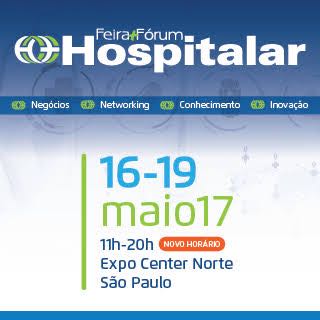 Feira+Fórum
Hospitalar
Negócios Networking Conhecimento Inovação
16-19
maio17
11h-20h NOVO HORÁRIO
Expo Center Norte
São Paulo